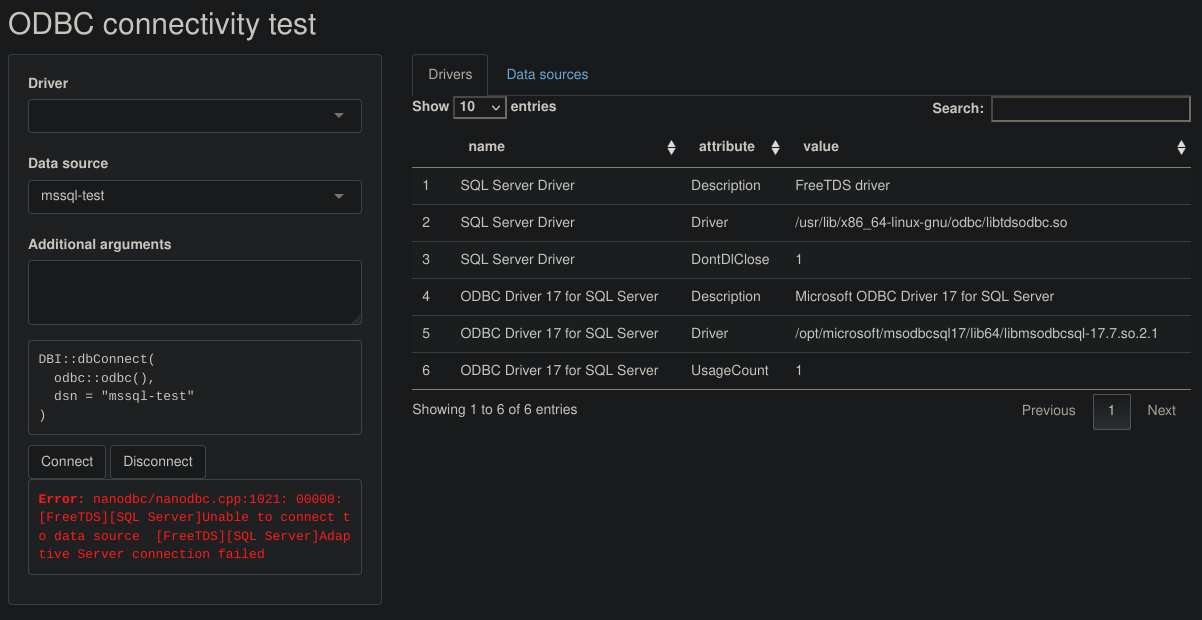 ODBC connectivity test
Driver
Data source
mssql-test
Additional arguments
DBI::dbConnect(
  odbc::odbc(),
  dsn = "mssql-test"
)
Connect Disconnect
Error: nanodbc/nanodbc.cpp:1021: 00000:
[FreeTDS][SQL Server]Unable to connect t
o data source  [FreeTDS][SQL Server]Adap
tive Server connection failed
Drivers Data sources
Show 10 entries Search:
name attribute value
1 SQL Server Driver Description FreeTDS driver
2 SQL Server Driver Driver /usr/lib/x86_64-linux-gnu/odbc/libtdsodbc.so
3 SQL Server Driver DontDlClose 1
4 ODBC Driver 17 for SQL Server Description Microsoft ODBC Driver 17 for SQL Server
5 ODBC Driver 17 for SQL Server Driver /opt/microsoft/msodbcsql17/lib64/libmsodbcsql-17.7.so.2.1
6 ODBC Driver 17 for SQL Server UsageCount 1
Showing 1 to 6 of 6 entries Previous 1 Next